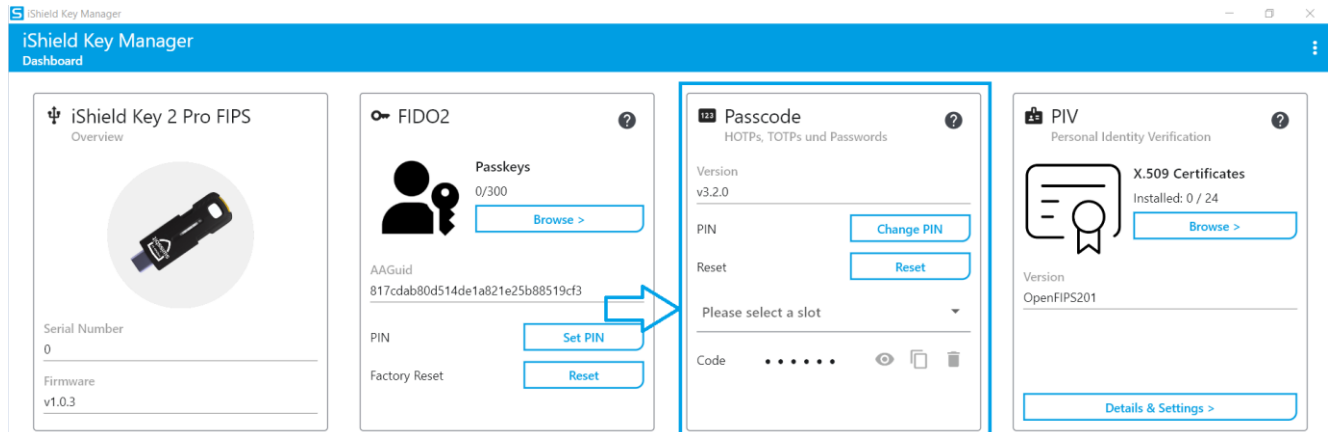 iShield Key Manager
iShield Key Manager
Dashboard
iShield Key 2 Pro FIPS
Overview
Serial Number
0
Firmware
v1.0.3
FIDO2
Passkeys
0/300
Browse >
AAGuid
817cdab80d514de1a821e25b88519cf3
PIN
Set PIN
Factory Reset
Reset
123
Passcode
HOTPs, TOTPs und Passwords
Version
v3.2.0
PIN
Change PIN
Reset
Reset
Please select a slot
Code
PIV
Personal Identity Verification
X.509 Certificates
Installed: 0 / 24
Browse >
Version
OpenFIPS201
Details & Settings >